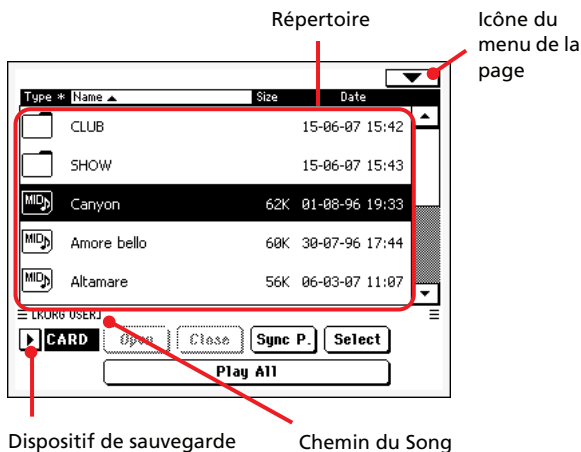 Répertoire
Icône du
menu de la
page
Type * Name Size Date
CLUB 15-06-07 15:42
SHOW 15-06-07 15:43
MID Canyon 62K 01-08-96 19:33
MID Amore bello 60K 30-07-96 17:44
MID Altamare 56K 06-03-07 11:07
[KORG USER]
CARD Open Close Sync P. Select
Play All
Dispositif de sauvegarde
Chemin du Song